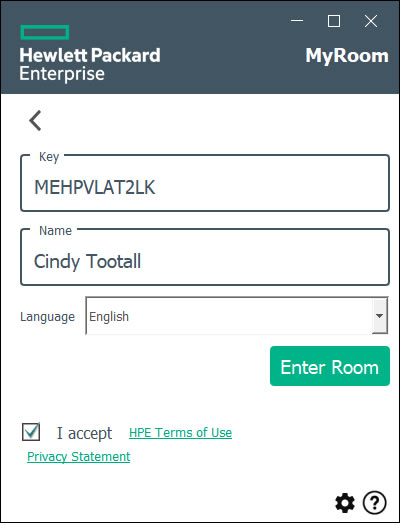 Hewlett Packard
Enterprise
MyRoom
Key
MEHPVLAT2LK
Name
Cindy Tootall
Language English
Enter Room
I accept HPE Terms of Use
Privacy Statement
?